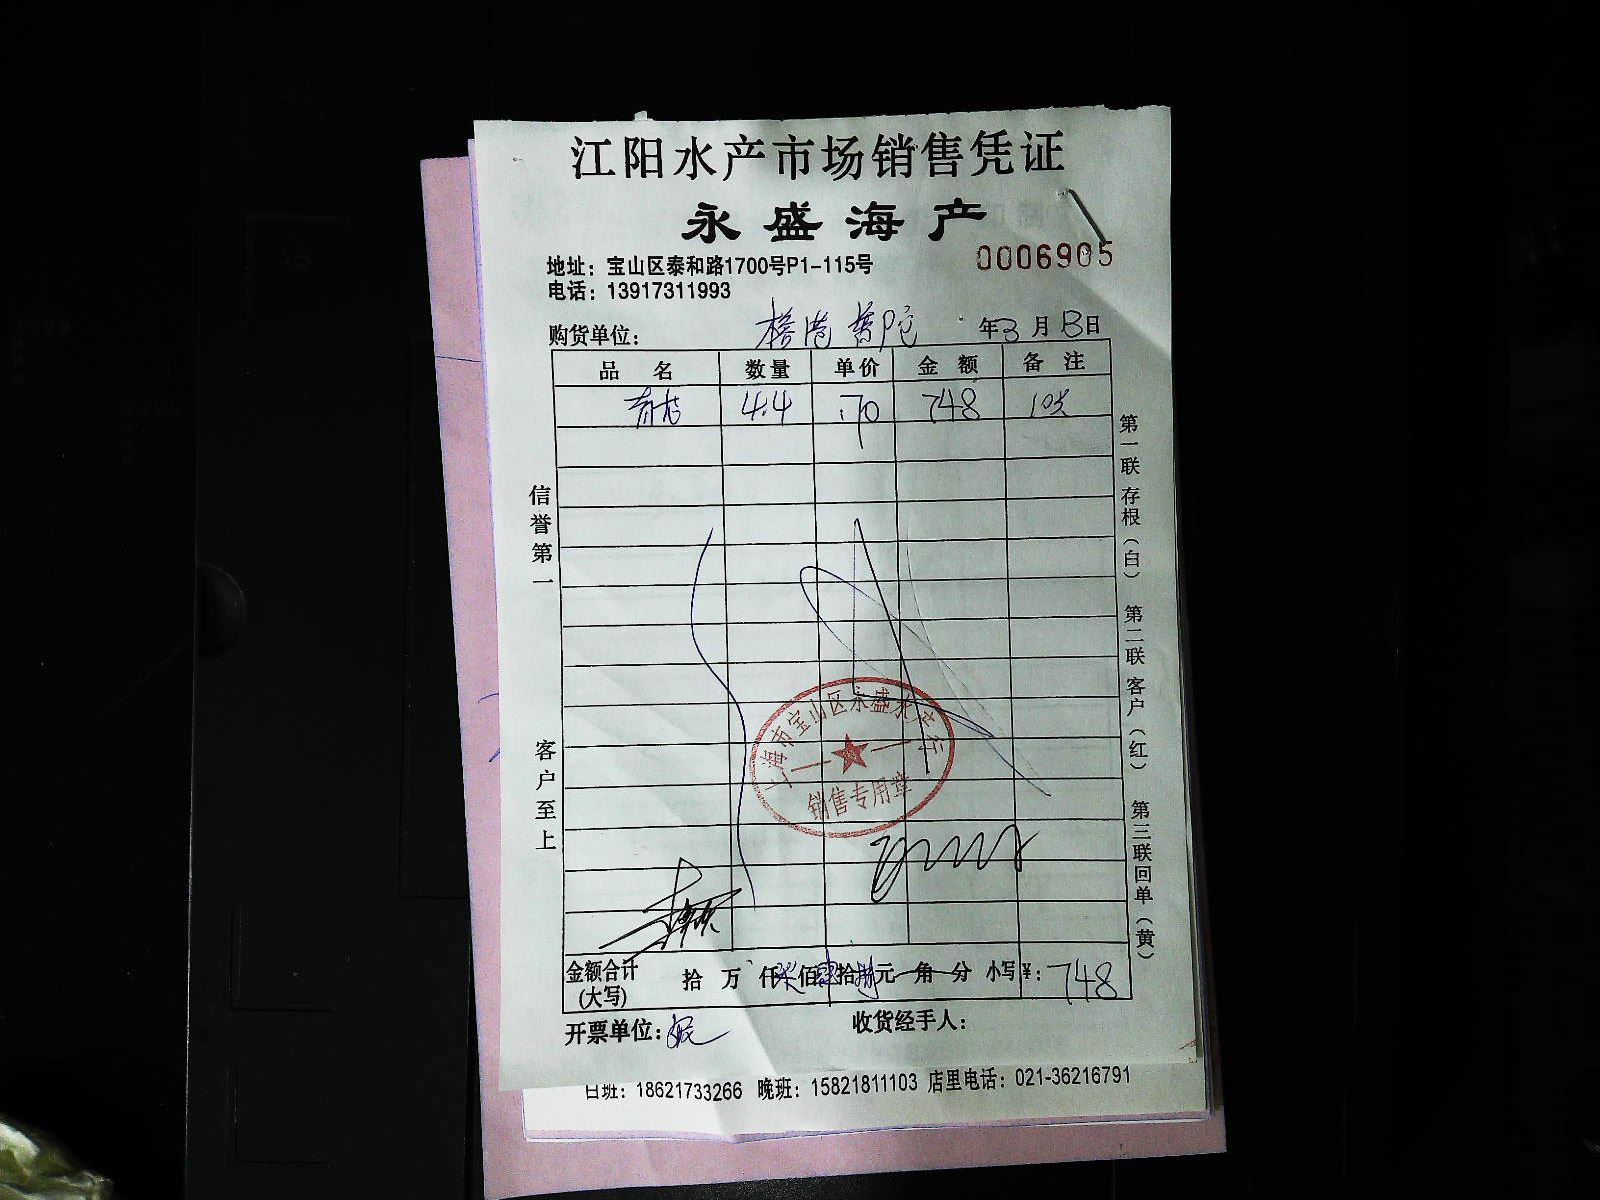 江阳水产市场销售凭证
永盛海产
0006905
地址：宝山区泰和路1700号P1-115号
电话：13917311993
购货单位： 年3月13日
品名 数量 单价 金额 备注
4.4 170 748
信誉第一
客户至上
第一联存根（白） 第二联客户（红） 第三联回单（黄）
上海市宝山区永盛水产行
销售专用章
金额合计 拾万仟柒佰肆拾捌元角分 小写¥：748
(大写)
开票单位： 收货经手人：
日班：18621733266 晚班：15821811103 店里电话：021-36216791